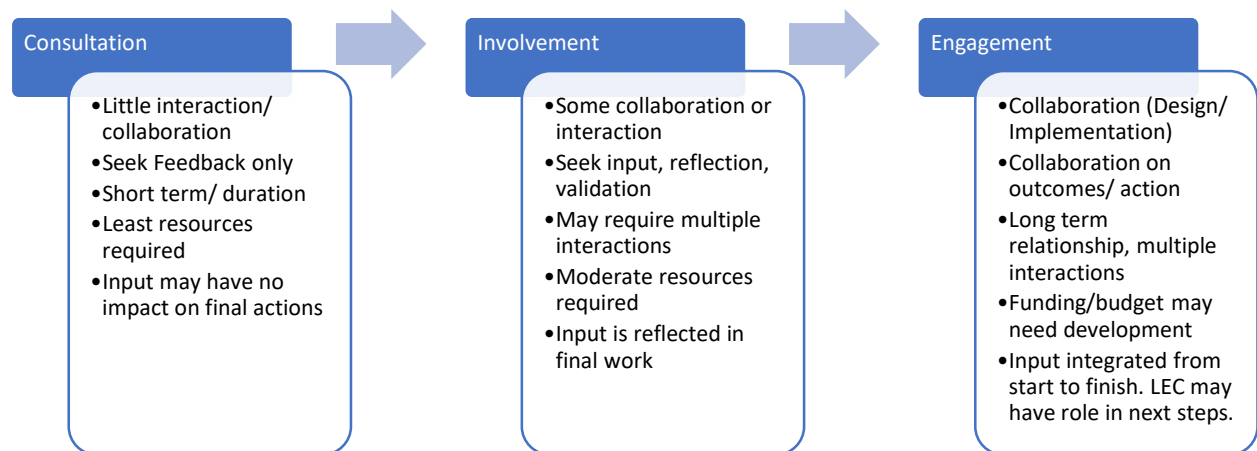 Consultation
•Little interaction/
collaboration
•Seek Feedback only
•Short term/ duration
•Least resources
required
•Input may have no
impact on final actions
Involvement
•Some collaboration or
interaction
•Seek input, reflection,
validation
•May require multiple
interactions
•Moderate resources
required
•Input is reflected in
final work
Engagement
•Collaboration (Design/
Implementation)
•Collaboration on
outcomes/ action
•Long term
relationship, multiple
interactions
•Funding/budget may
need development
•Input integrated from
start to finish. LEC may
have role in next steps.